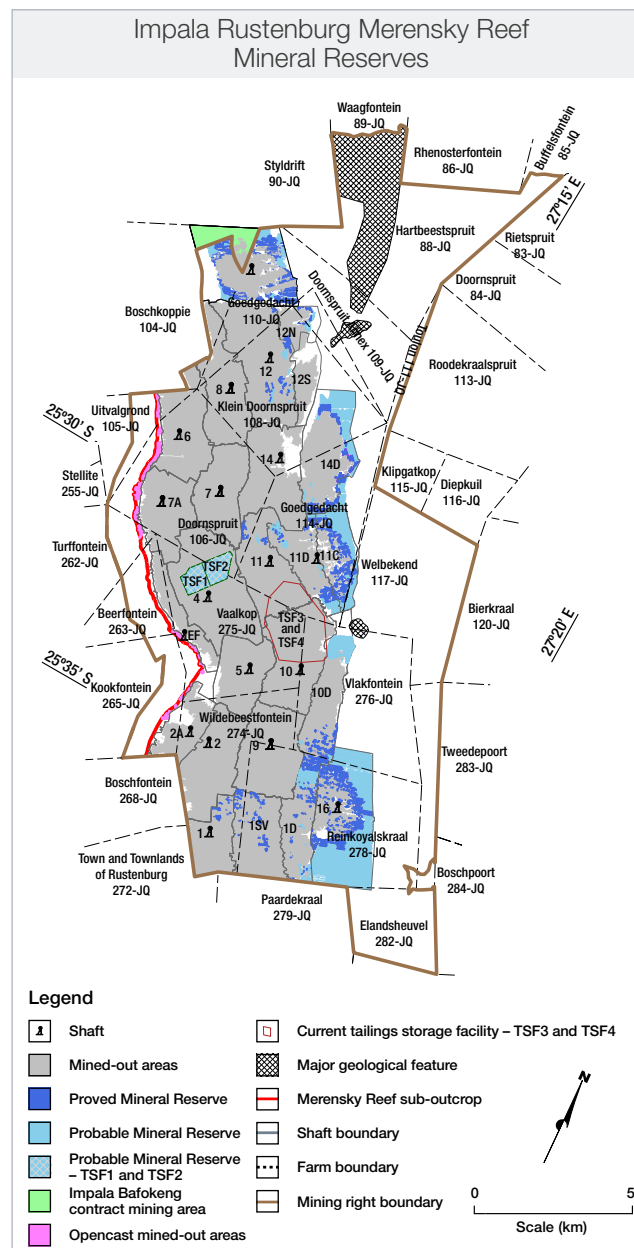 Impala Rustenburg Merensky Reef
Mineral Reserves
Waagfontein
89-JQ
Rhenosterfontein
86-JQ
Buffelsfontein
85-JQ
Styldrift
90-JQ
27º15’ E
Hartbeestspruit
88-JQ
Rietspruit
83-JQ
Doornspruit
84-JQ
Boschkoppie
104-JQ
Goedgedacht
110-JQ
Doornspruit Annex 109-JQ
Toulon 111-JQ
12N
12
12S
Roodekraalspruit
113-JQ
8
Klein Doornspruit
108-JQ
Uitvalgrond
105-JQ
25º30’ S
6
14
14D
Klipgatkop
115-JQ
Diepkuil
116-JQ
Stellite
255-JQ
7A
7
Goedgedacht
114-JQ
Doornspruit
106-JQ
Turffontein
262-JQ
11
11D
11C
TSF2
TSF1
Welbekend
117-JQ
4
Beerfontein
263-JQ
Vaalkop
275-JQ
TSF3
and
TSF4
Bierkraal
120-JQ
27º20’ E
EF
25º35’ S
5
10
10D
Kookfontein
265-JQ
Vlakfontein
276-JQ
Wildebeestfontein
274-JQ
2A
2
9
Tweedepoort
283-JQ
Boschfontein
268-JQ
16
1
1SV
1D
Reinkoyalskraal
278-JQ
Town and Townlands
of Rustenburg
272-JQ
Boschpoort
284-JQ
Paardekraal
279-JQ
Elandsheuvel
282-JQ
Legend
Shaft
Mined-out areas
Proved Mineral Reserve
Probable Mineral Reserve
Probable Mineral Reserve
– TSF1 and TSF2
Impala Bafokeng
contract mining area
Opencast mined-out areas
Current tailings storage facility – TSF3 and TSF4
Major geological feature
Merensky Reef sub-outcrop
Shaft boundary
Farm boundary
Mining right boundary
N
0 5
Scale (km)